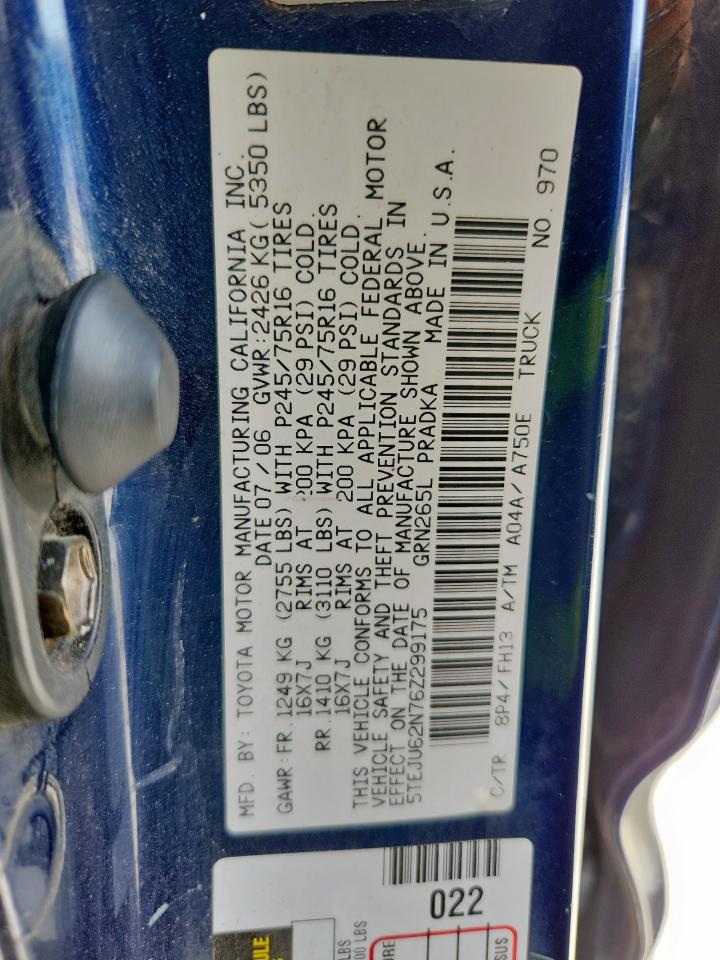 MFD. BY: TOYOTA MOTOR MANUFACTURING CALIFORNIA INC.
DATE 07/06 GVWR:2426 KG( 5350 LBS)
GAWR:FR.1249 KG (2755 LBS) WITH P245/75R16 TIRES
16X7J RIMS AT 200 KPA (29 PSI) COLD
RR.1410 KG (3110 LBS) WITH P245/75R16 TIRES
16X7J RIMS AT 200 KPA (29 PSI) COLD.
THIS VEHICLE CONFORMS TO ALL APPLICABLE FEDERAL MOTOR
VEHICLE SAFETY AND THEFT PREVENTION STANDARDS IN
EFFECT ON THE DATE OF MANUFACTURE SHOWN ABOVE.
5TEJU62N76Z299175 GRN265L PRADKA MADE IN U.S.A.
C/TR 8P4/FH13 A/TM A04A/A750E TRUCK NO. 970
022
LBS
LBS